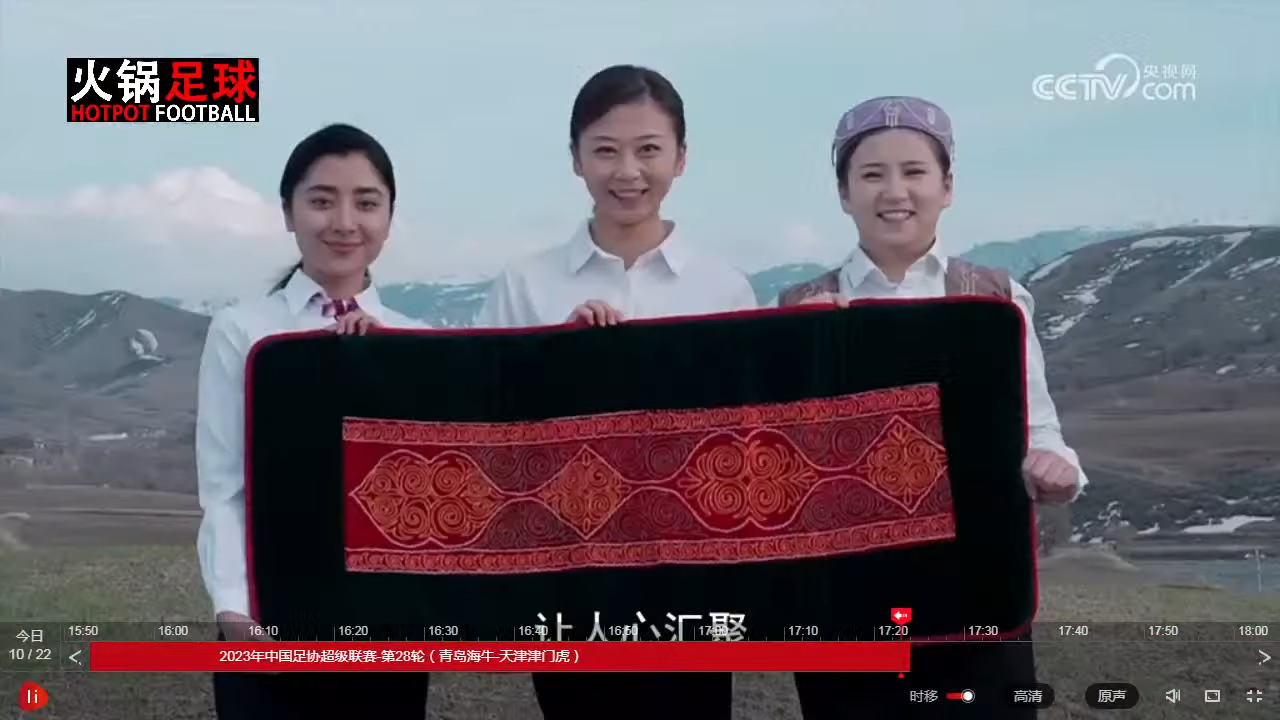 火锅足球
HOTPOT FOOTBALL
CCTV 央视网
com
让人心汇聚
今日 15:50 16:00 16:10 16:20 16:30 16:40 16:50 17:00 17:10 17:20 17:30 17:40 17:50 18:00
10 / 22 < 2023年中国足协超级联赛-第28轮（青岛海牛-天津津门虎） >
时移 高清 原声